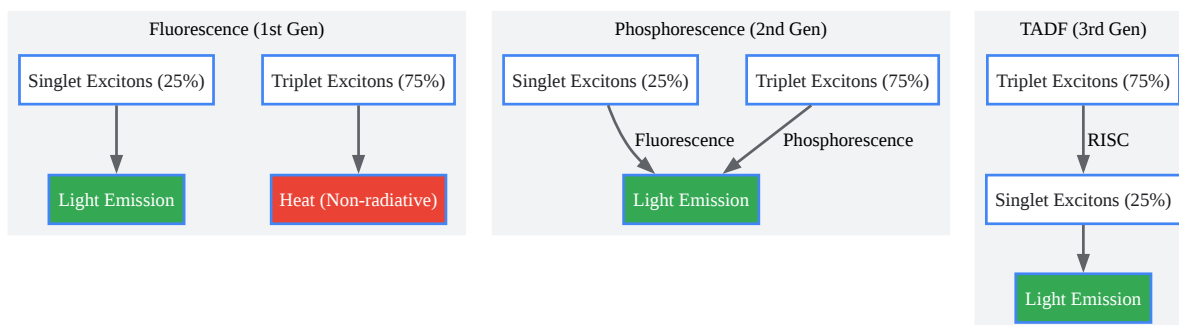 Fluorescence (1st Gen)
Singlet Excitons (25%)
Triplet Excitons (75%)
Light Emission
Heat (Non-radiative)
Phosphorescence (2nd Gen)
Singlet Excitons (25%)
Triplet Excitons (75%)
Fluorescence
Phosphorescence
Light Emission
TADF (3rd Gen)
Triplet Excitons (75%)
RISC
Singlet Excitons (25%)
Light Emission